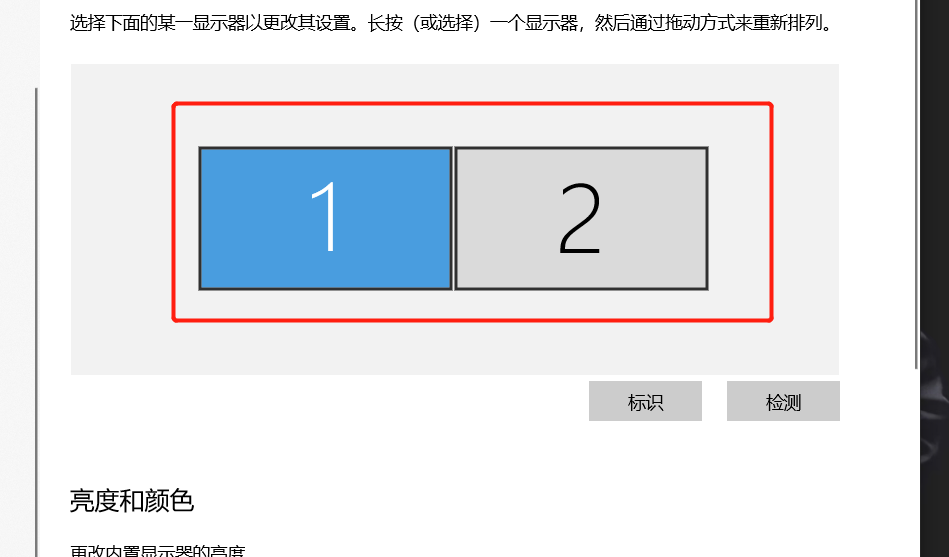 选择下面的某一显示器以更改其设置。长按（或选择）一个显示器，然后通过拖动方式来重新排列。
1 2
标识 检测
亮度和颜色
更改内置显示器的亮度